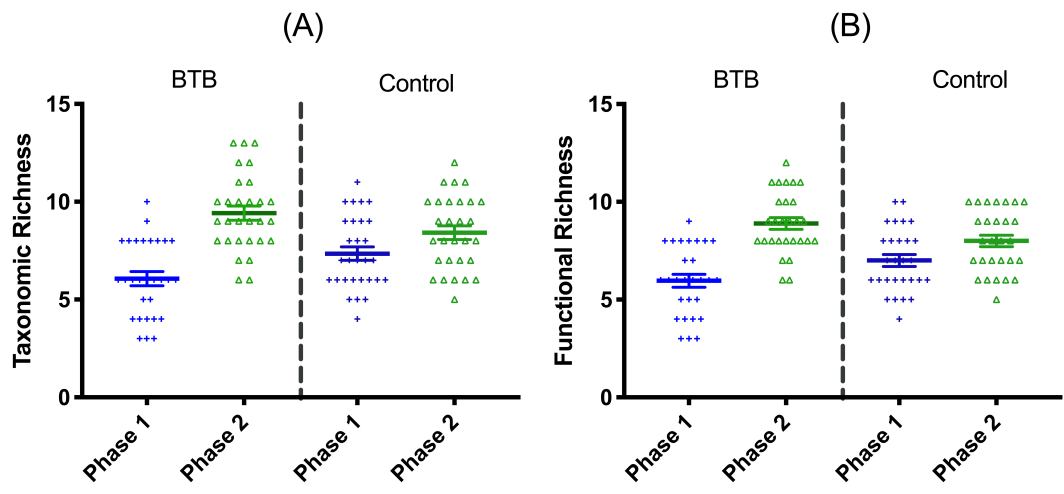 (A)
BTB
Control
Taxonomic Richness
15
10
5
0
Phase 1
Phase 2
Phase 1
Phase 2
(B)
BTB
Control
Functional Richness
15
10
5
0
Phase 1
Phase 2
Phase 1
Phase 2